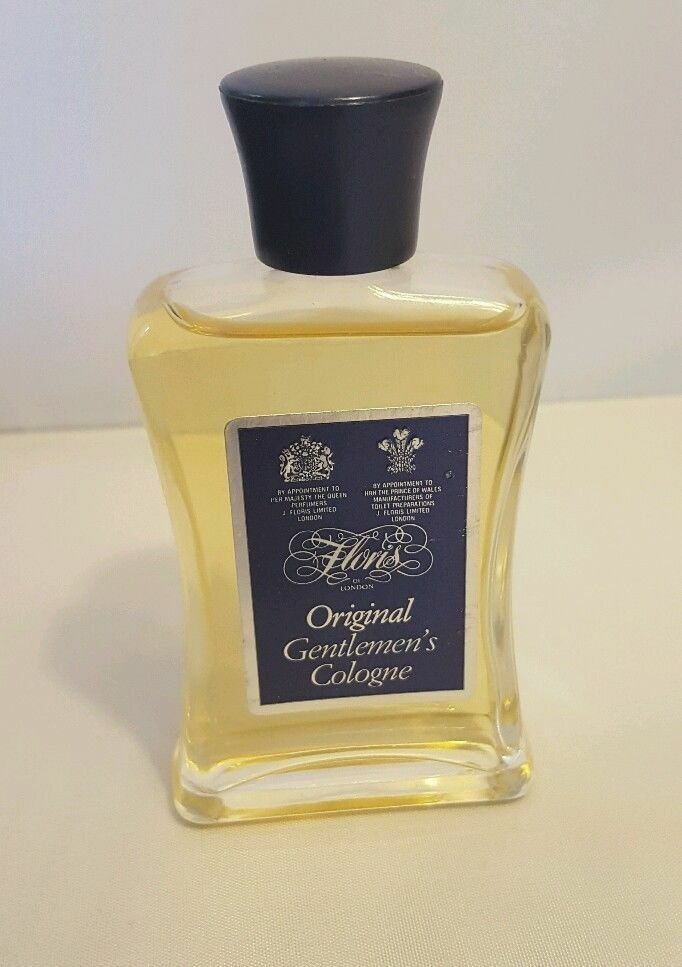 BY APPOINTMENT TO
HER MAJESTY THE QUEEN
PERFUMERS
J. FLORIS LIMITED
LONDON
BY APPOINTMENT TO
HRH THE PRINCE OF WALES
MANUFACTURERS OF
TOILET PREPARATIONS
J. FLORIS LIMITED
LONDON
Floris
OF
LONDON
Original
Gentlemen's
Cologne